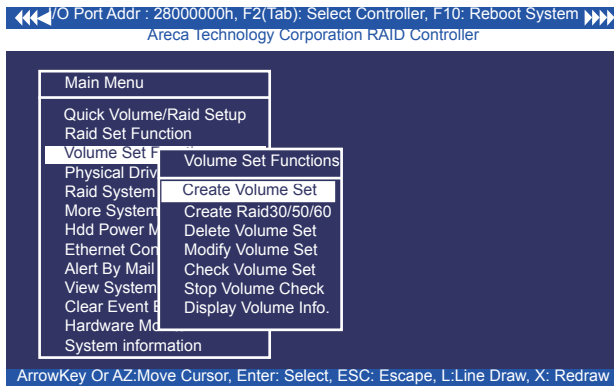 /O Port Addr : 28000000h, F2(Tab): Select Controller, F10: Reboot System
Areca Technology Corporation RAID Controller
Main Menu
Quick Volume/Raid Setup
Raid Set Function
Volume Set F
Physical Driv
Raid System
More System
Hdd Power M
Ethernet Con
Alert By Mail
View System
Clear Event B
Hardware Mo
System information
Volume Set Functions
Create Volume Set
Create Raid30/50/60
Delete Volume Set
Modify Volume Set
Check Volume Set
Stop Volume Check
Display Volume Info.
ArrowKey Or AZ:Move Cursor, Enter: Select, ESC: Escape, L:Line Draw, X: Redraw